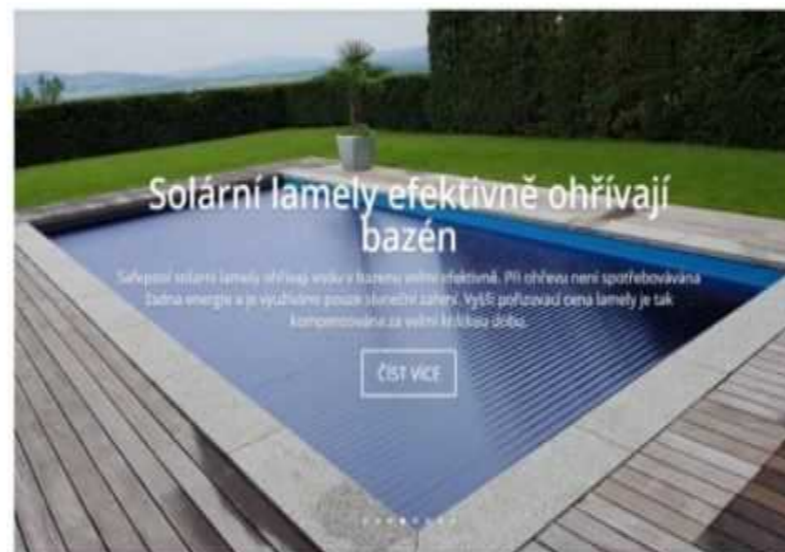 Solární lamely efektivně ohřívají
bazén
solární lamely ohřívají vodu v bazénu velmi efektivně. Při ohřevu není spotřebovávána
žádná energie a je využíváno pouze sluneční záření. Vyšší pořizovací cena lamely je tak
kompenzována za velmi krátkou dobu.
ČÍST VÍCE